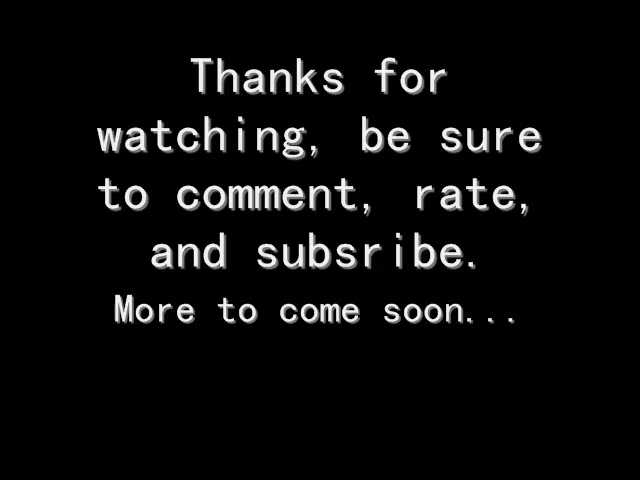 Thanks for
watching, be sure
to comment, rate,
and subsribe.
More to come soon...